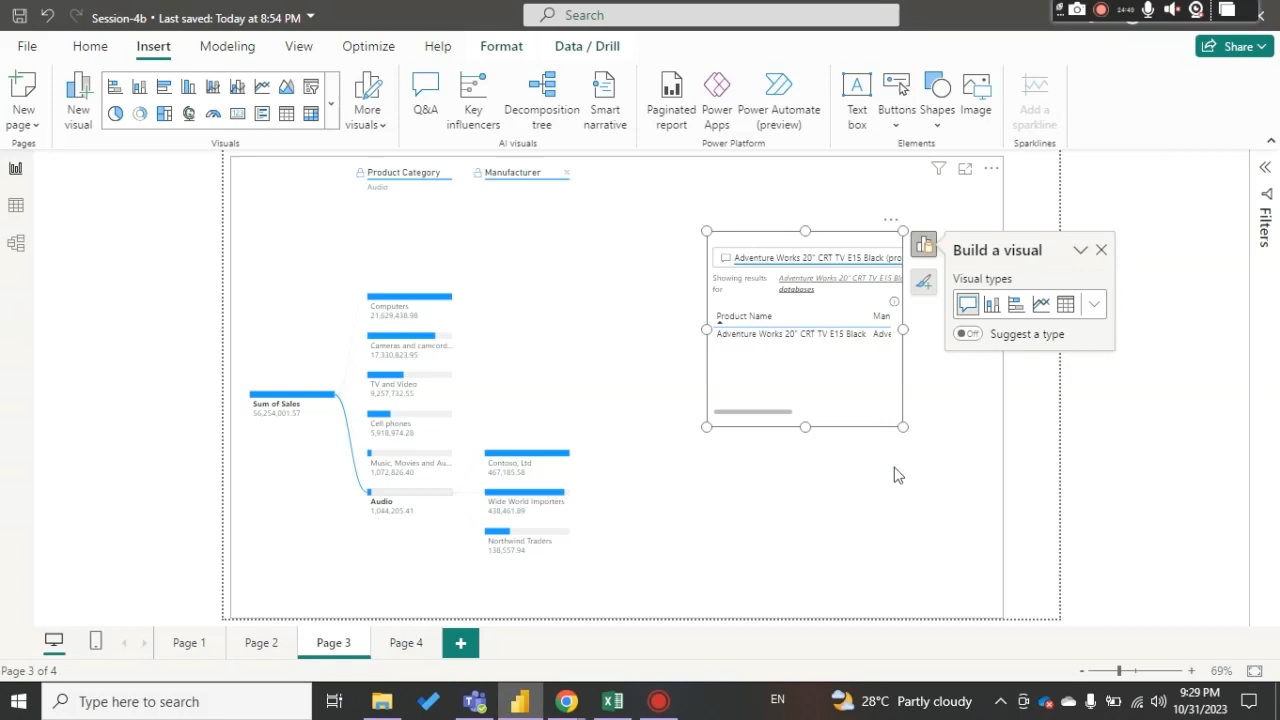 Session-4b • Last saved: Today at 8:54 PM
Search
File Home Insert Modeling View Optimize Help Format Data / Drill
Share
New page
New visual
More visuals
Q&A
Key influencers
Decomposition tree
Smart narrative
Paginated report
Power Apps
Power Automate (preview)
Text box
Buttons
Shapes
Image
Add a sparkline
Pages
Visuals
AI visuals
Power Platform
Elements
Sparklines
Product Category
Audio
Manufacturer
Sum of Sales
56,254,001.57
Computers
21,629,438.98
Cameras and camcord...
17,330,823.95
TV and Video
9,257,732.55
Cell phones
5,918,974.28
Music, Movies and Au...
1,072,826.40
Audio
1,044,205.41
Contoso, Ltd
467,185.58
Wide World Importers
438,461.89
Northwind Traders
138,557.94
Adventure Works 20" CRT TV E15 Black (pro
Showing results for
Adventure Works 20" CRT TV E15 Bl
databases
Product Name Man
Adventure Works 20" CRT TV E15 Black Adve
Build a visual
Visual types
Off Suggest a type
Filters
Page 1 Page 2 Page 3 Page 4 +
Page 3 of 4
- + 69%
Type here to search
EN
28°C Partly cloudy
9:29 PM
10/31/2023